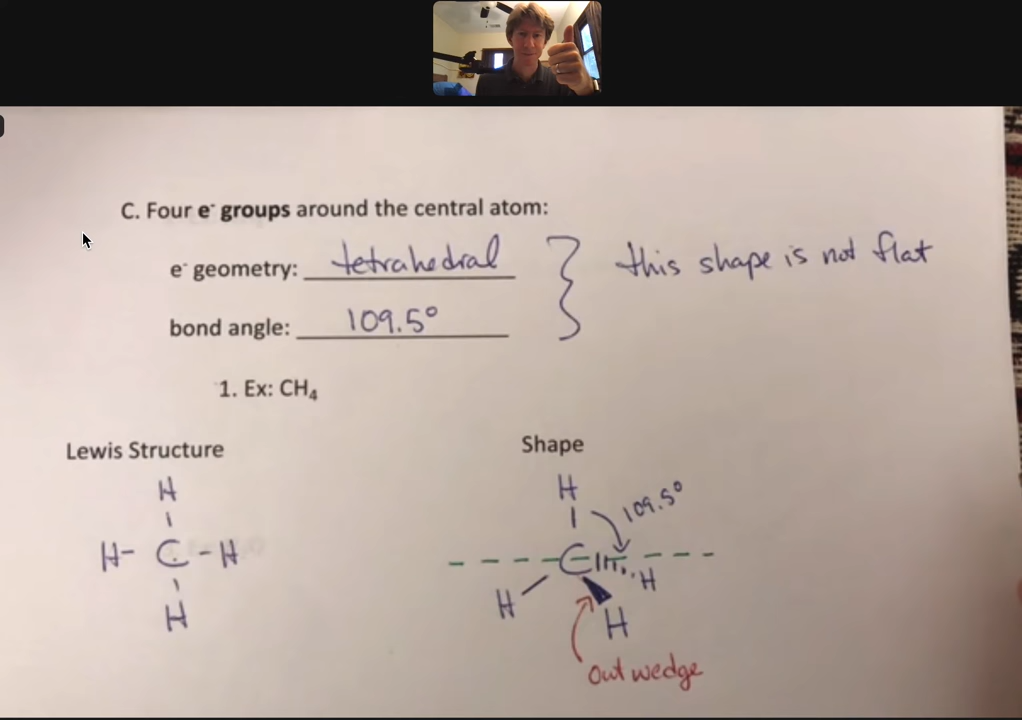 C. Four e⁻ groups around the central atom:
e⁻ geometry: tetrahedral
this shape is not flat
bond angle: 109.5°
1. Ex: CH₄
Lewis Structure
Shape
H
H
109.5°
H- C -H
C
H
H
H
H
out wedge